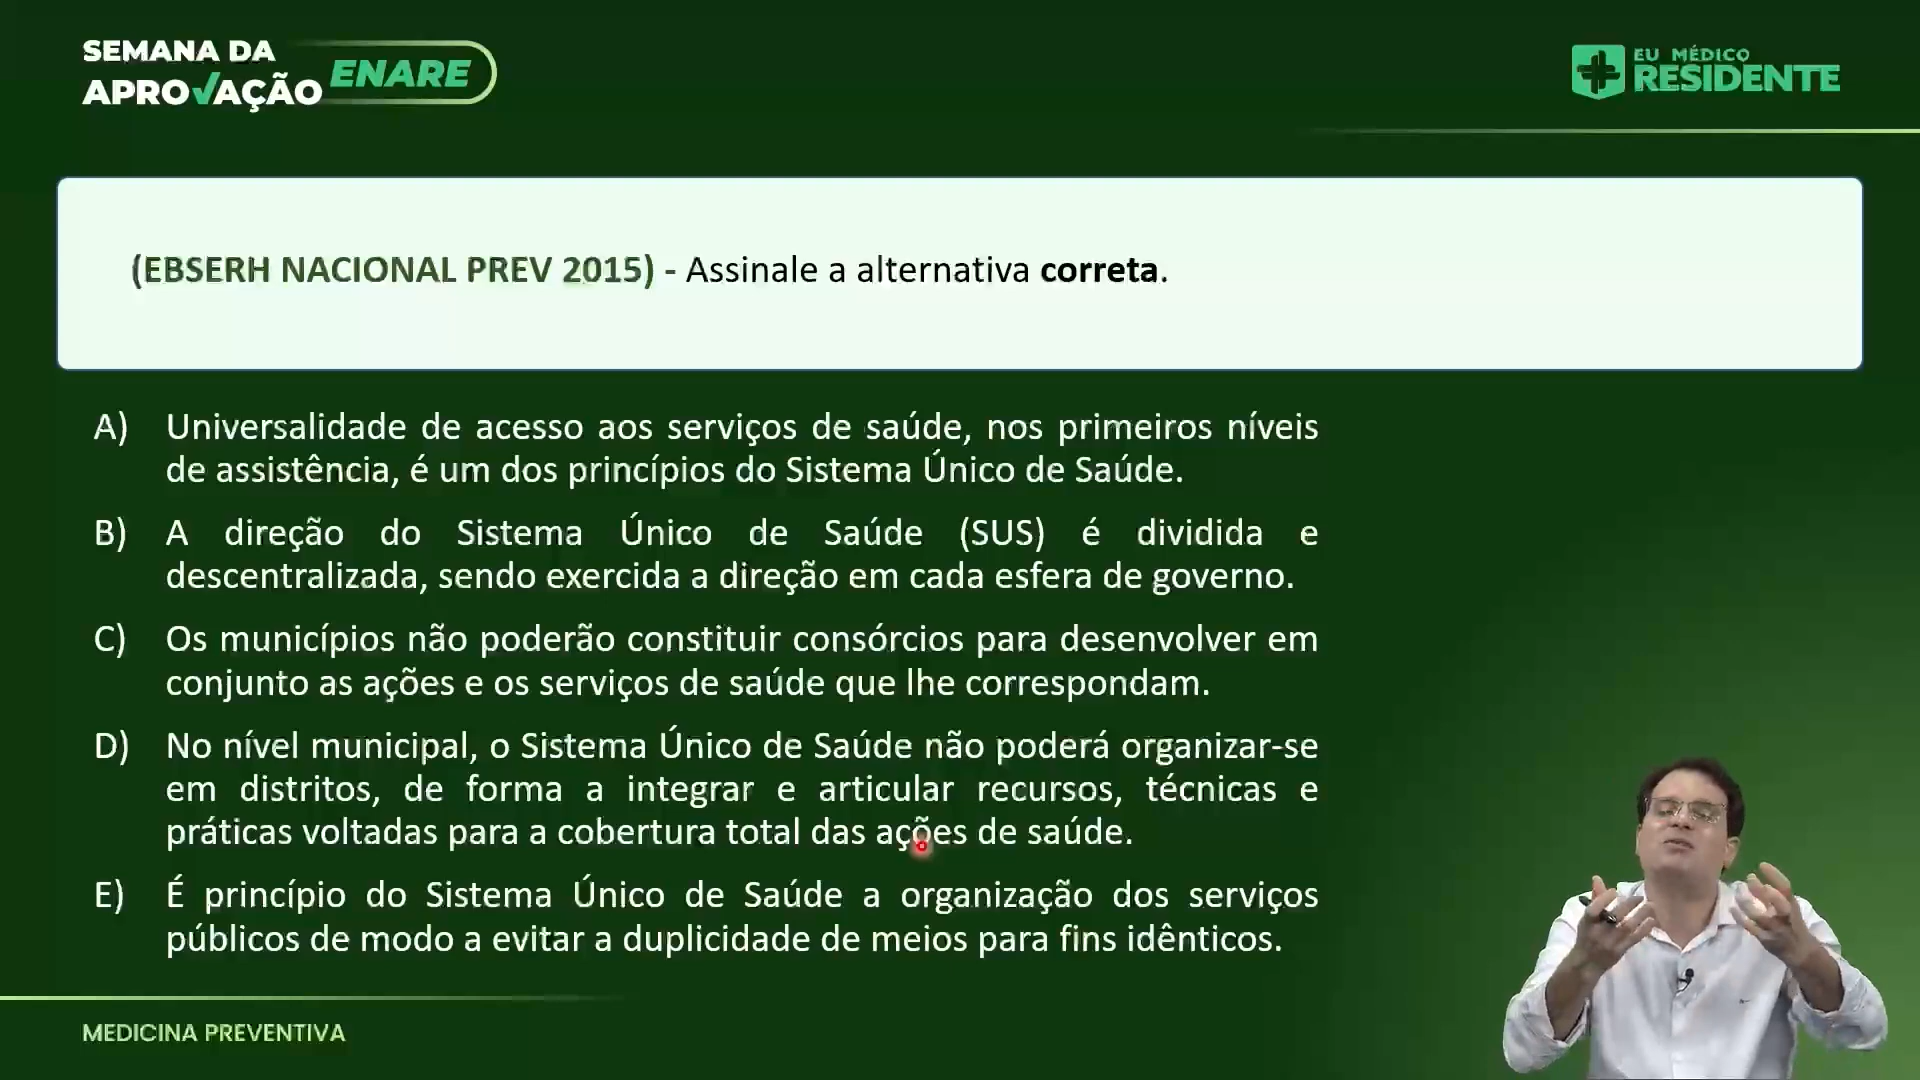 SEMANA DA
APROVAÇÃO ENARE
EU MÉDICO
RESIDENTE
(EBSERH NACIONAL PREV 2015) - Assinale a alternativa correta.
A) Universalidade de acesso aos serviços de saúde, nos primeiros níveis
de assistência, é um dos princípios do Sistema Único de Saúde.
B) A direção do Sistema Único de Saúde (SUS) é dividida e
descentralizada, sendo exercida a direção em cada esfera de governo.
C) Os municípios não poderão constituir consórcios para desenvolver em
conjunto as ações e os serviços de saúde que lhe correspondam.
D) No nível municipal, o Sistema Único de Saúde não poderá organizar-se
em distritos, de forma a integrar e articular recursos, técnicas e
práticas voltadas para a cobertura total das ações de saúde.
E) É princípio do Sistema Único de Saúde a organização dos serviços
públicos de modo a evitar a duplicidade de meios para fins idênticos.
MEDICINA PREVENTIVA